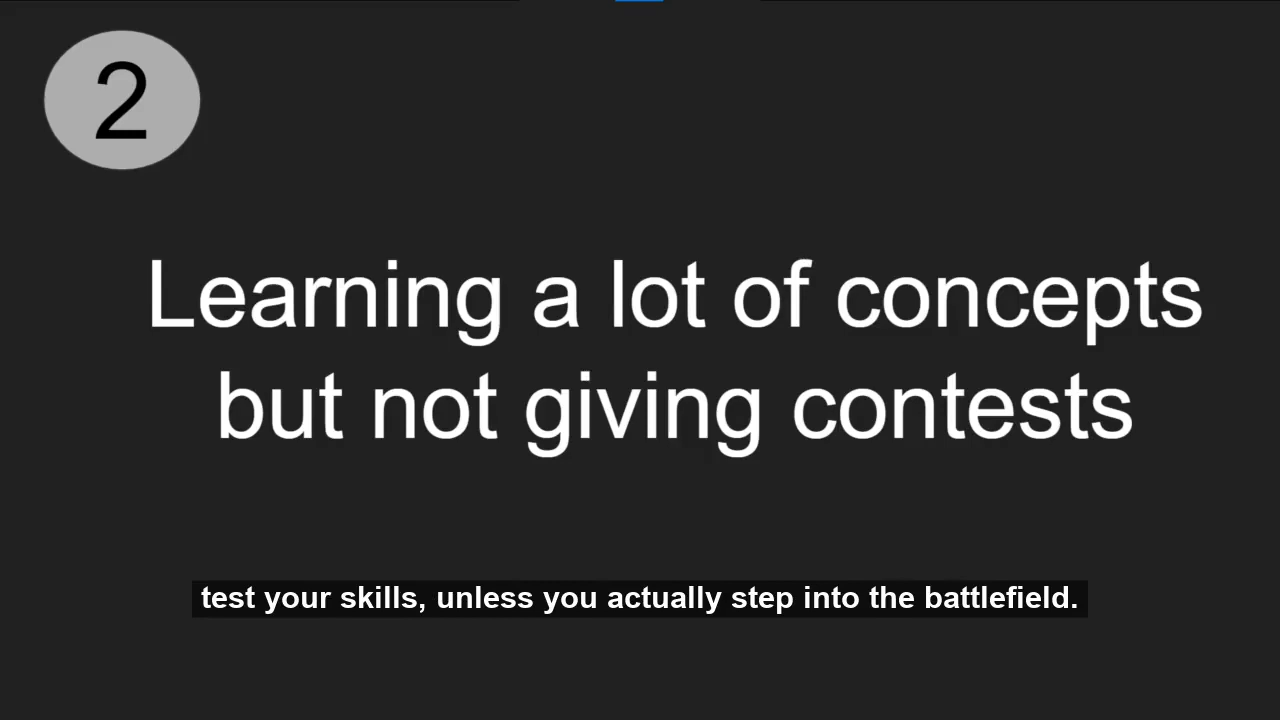 2
Learning a lot of concepts
but not giving contests
test your skills, unless you actually step into the battlefield.